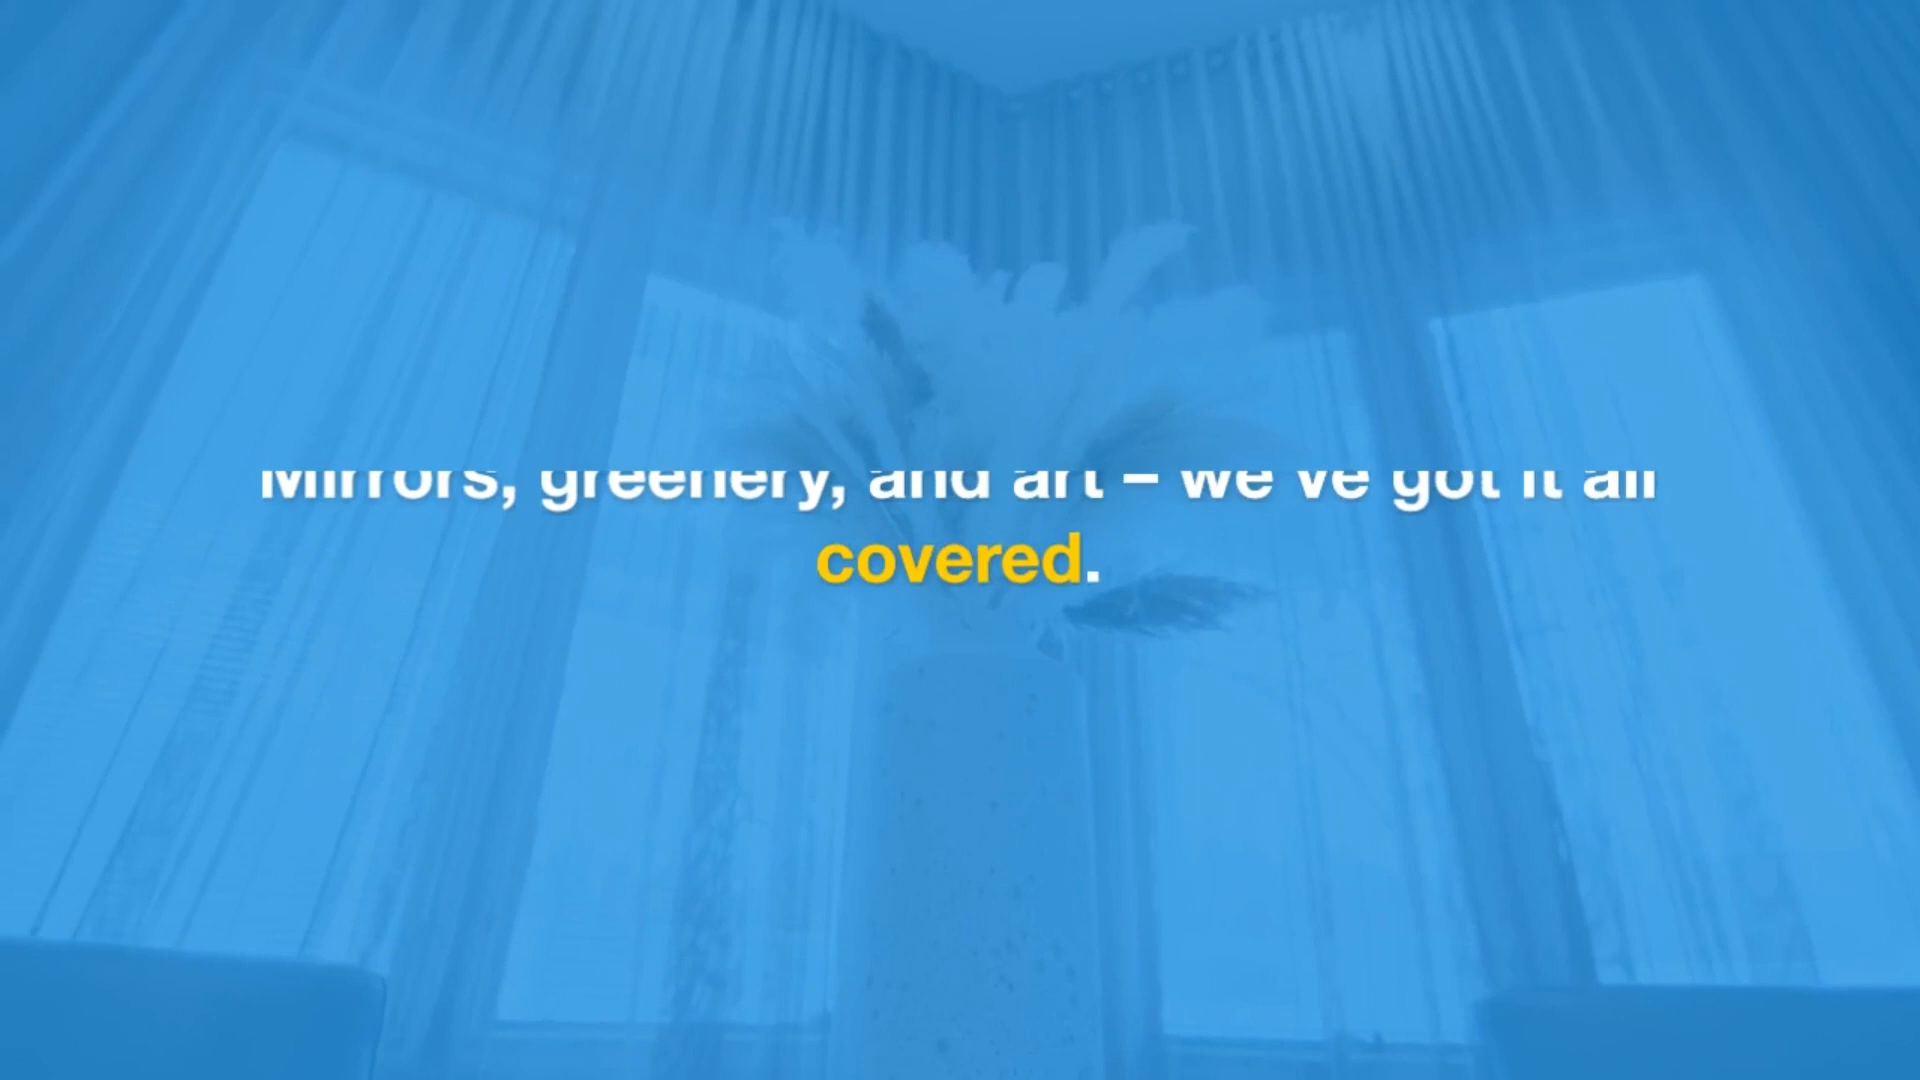 Mirrors, greenery, and art – we've got it all
covered.